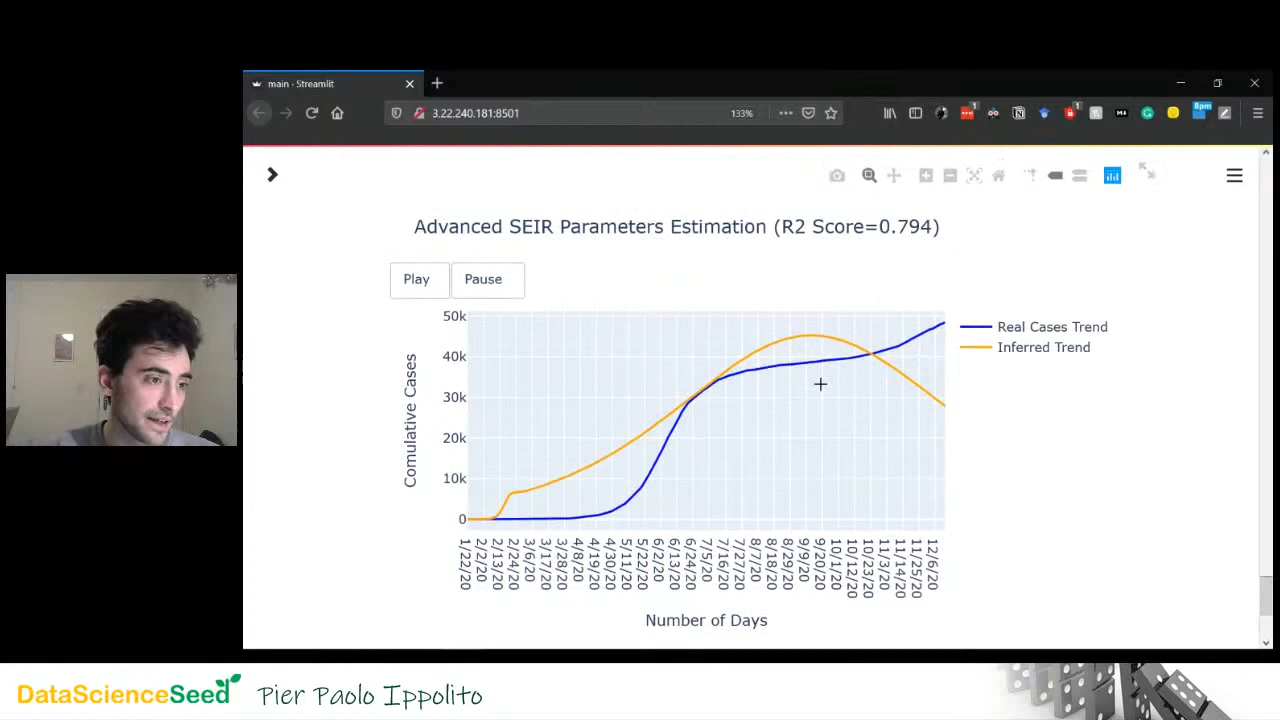 main · Streamlit
3.22.240.181:8501
133%
1
1
8pm
Advanced SEIR Parameters Estimation (R2 Score=0.794)
Play
Pause
50k
40k
30k
20k
10k
0
Comulative Cases
Real Cases Trend
Inferred Trend
1/22/20
2/2/20
2/13/20
2/24/20
3/6/20
3/17/20
3/28/20
4/8/20
4/19/20
4/30/20
5/11/20
5/22/20
6/2/20
6/13/20
6/24/20
7/5/20
7/16/20
7/27/20
8/7/20
8/18/20
8/29/20
9/9/20
9/20/20
10/1/20
10/12/20
10/23/20
11/3/20
11/14/20
11/25/20
12/6/20
Number of Days
DataScienceSeed
Pier Paolo Ippolito